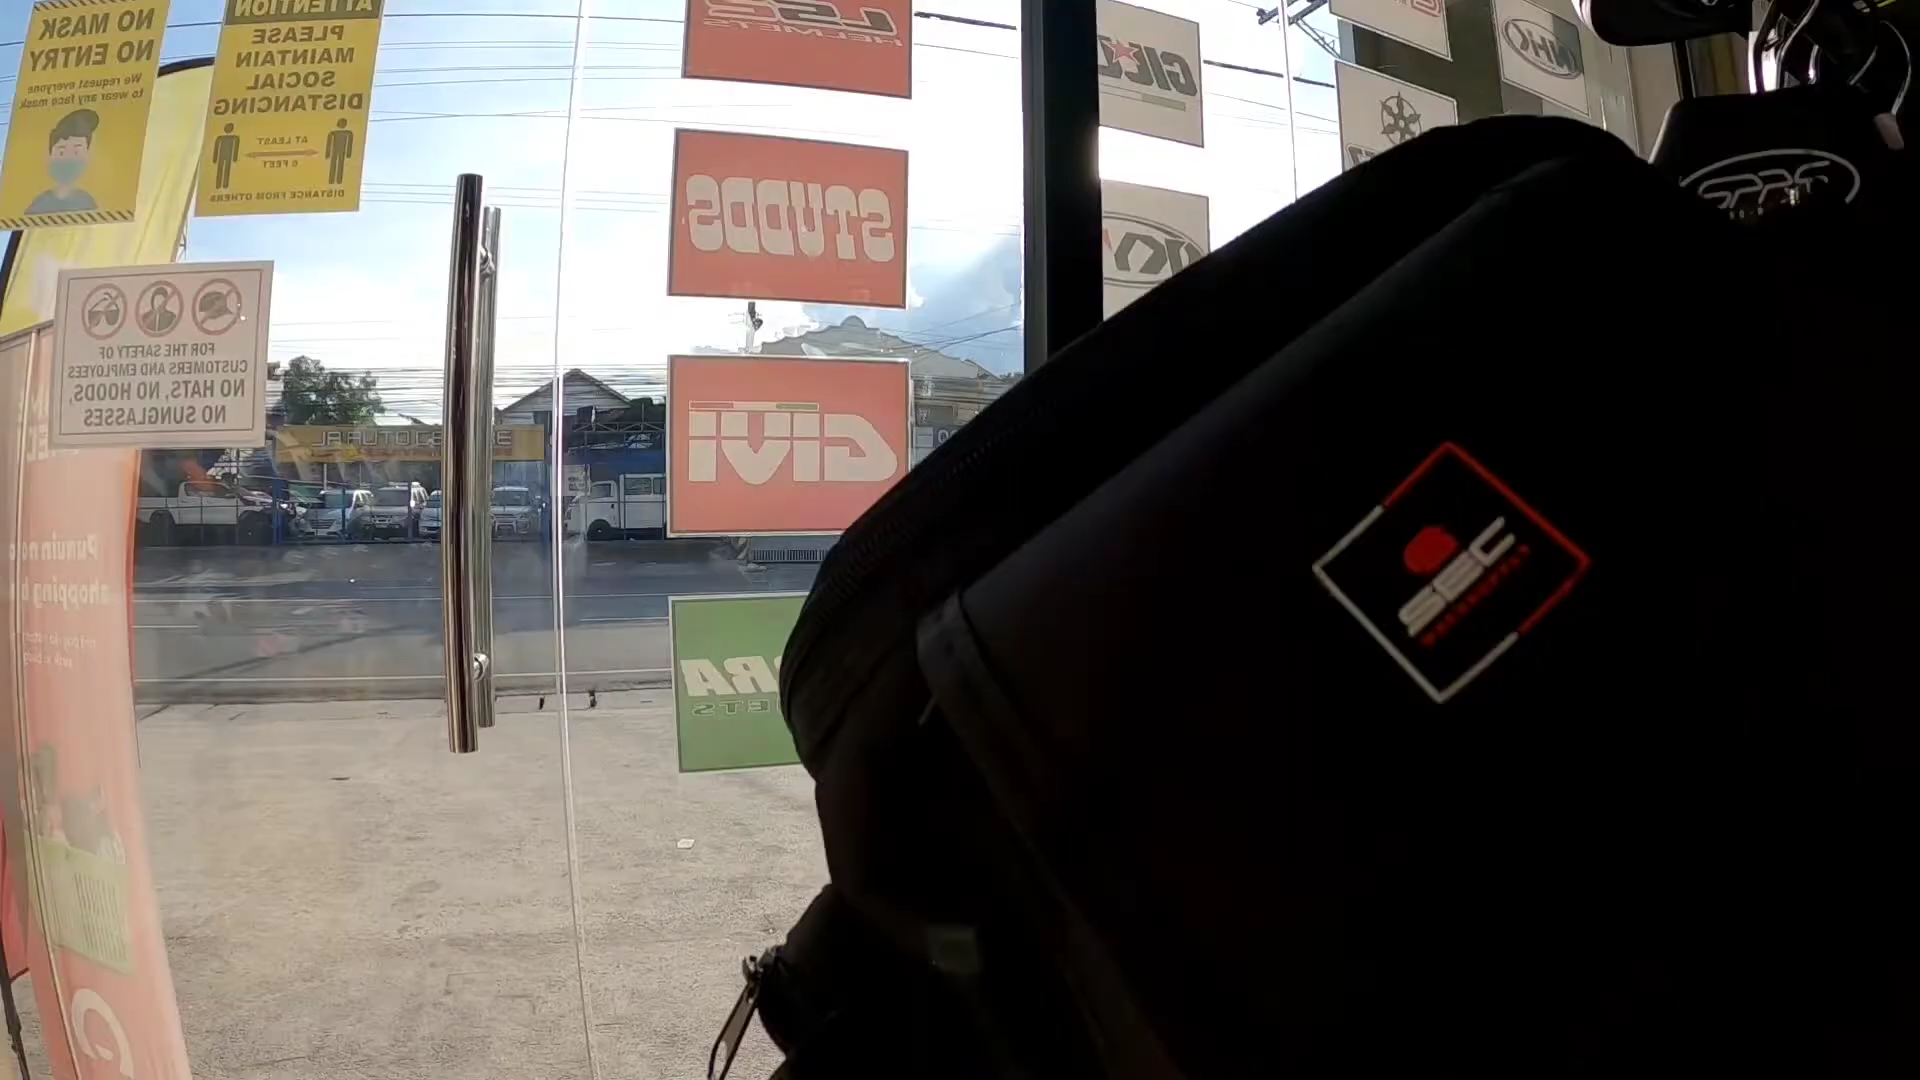 NO MASK
NO ENTRY
We request everyone
to wear any face mask
ATTENTION
PLEASE
MAINTAIN
SOCIAL
DISTANCING
AT LEAST
6 FEET
DISTANCE FROM OTHERS
FOR THE SAFETY OF
CUSTOMERS AND EMPLOYEES
NO HATS, NO HOODS,
NO SUNGLASSES
LS2
HELMETS
STUDDS
GIVI
GILLE
KY
NHK
SEC
shopping